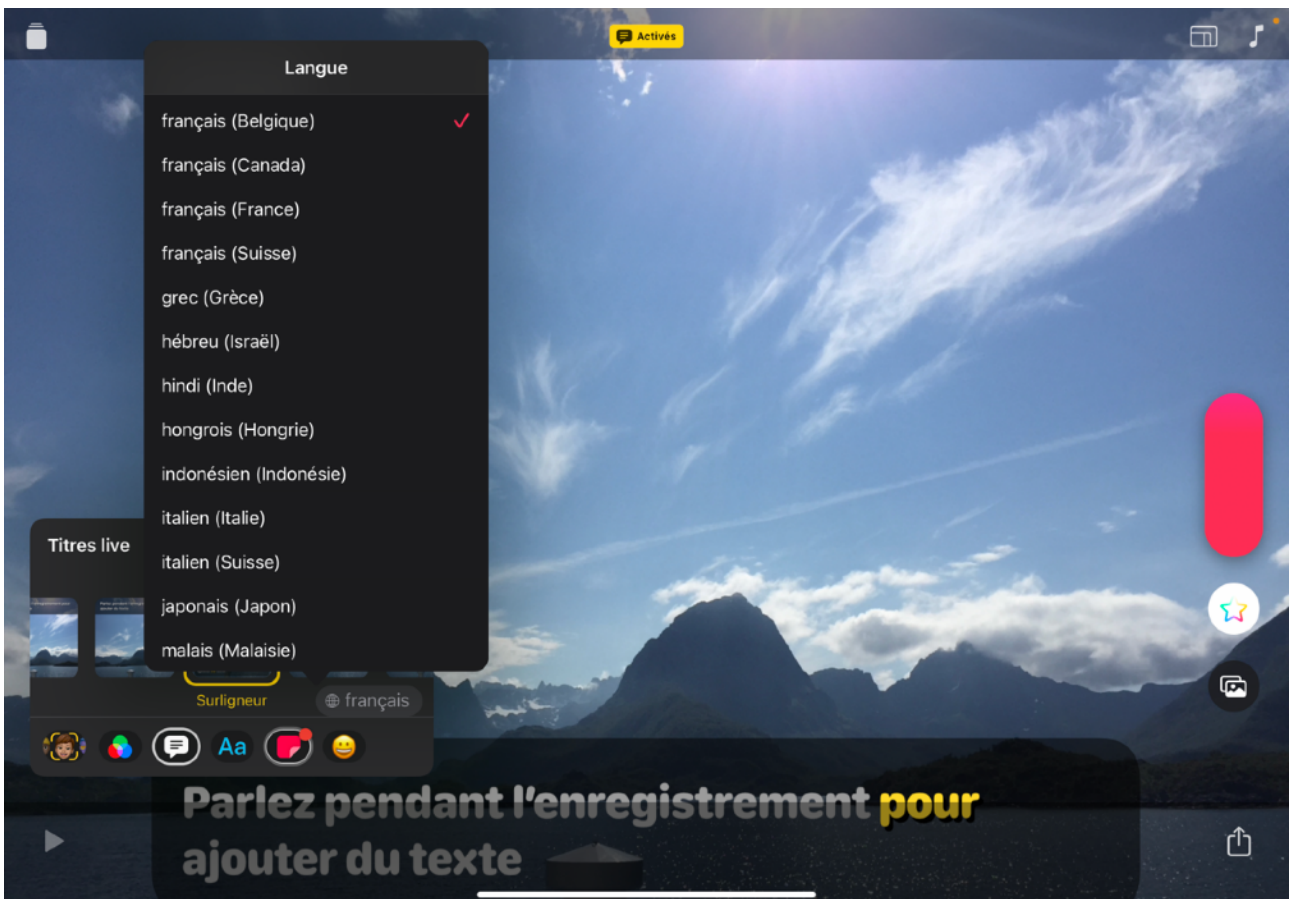 Activés
Langue
français (Belgique)
français (Canada)
français (France)
français (Suisse)
grec (Grèce)
hébreu (Israël)
hindi (Inde)
hongrois (Hongrie)
indonésien (Indonésie)
italien (Italie)
italien (Suisse)
japonais (Japon)
malais (Malaisie)
Titres live
Surligneur
français
Aa
Parlez pendant l'enregistrement pour
ajouter du texte